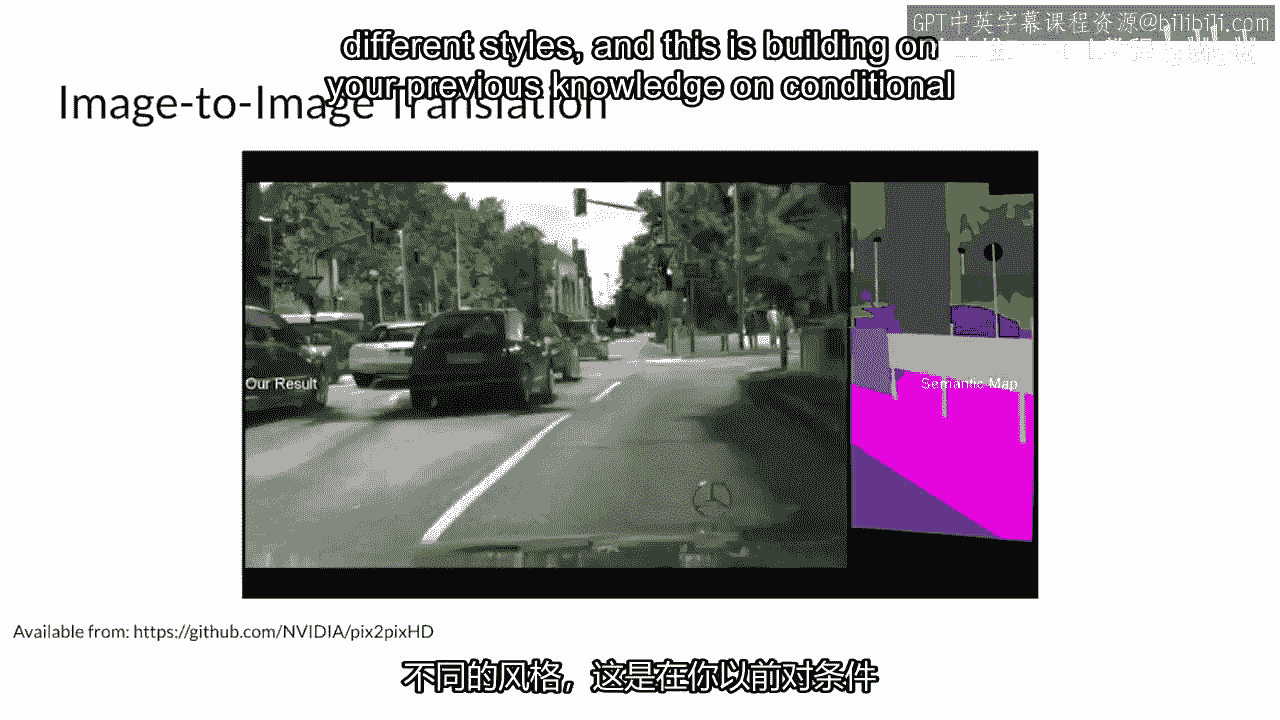 GPT中英字幕课程资源@bilibili.com
different styles, and this is building on
your previous knowledge on conditional
Image-to-Image Translation
Our Result
Semantic Map
Available from: https://github.com/NVIDIA/pix2pixHD
不同的风格，这是在你以前对条件